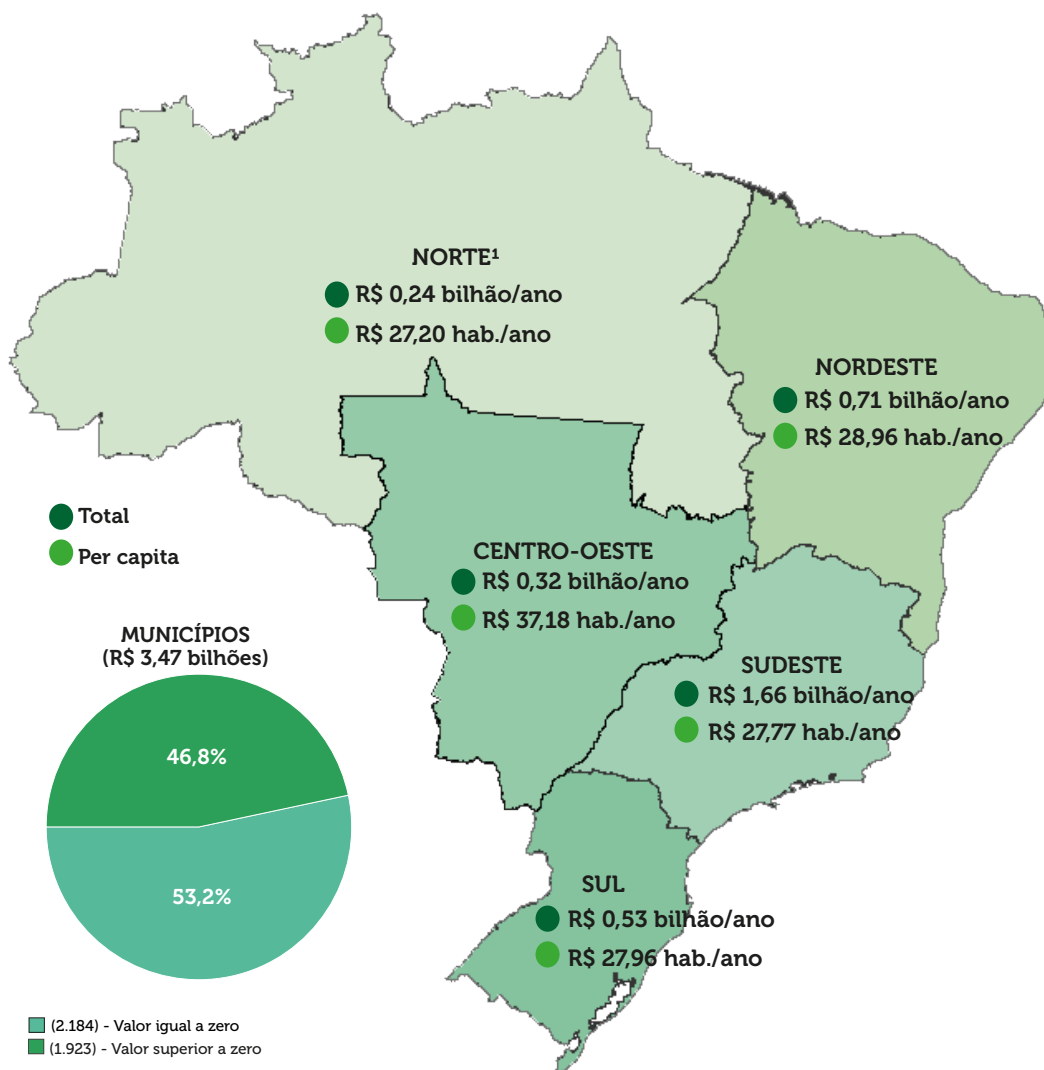 NORTE¹
R$ 0,24 bilhão/ano
R$ 27,20 hab./ano
NORDESTE
R$ 0,71 bilhão/ano
R$ 28,96 hab./ano
Total
Per capita
CENTRO-OESTE
R$ 0,32 bilhão/ano
R$ 37,18 hab./ano
MUNICÍPIOS
(R$ 3,47 bilhões)
46,8%
53,2%
SUDESTE
R$ 1,66 bilhão/ano
R$ 27,77 hab./ano
SUL
R$ 0,53 bilhão/ano
R$ 27,96 hab./ano
(2.184) - Valor igual a zero
(1.923) - Valor superior a zero